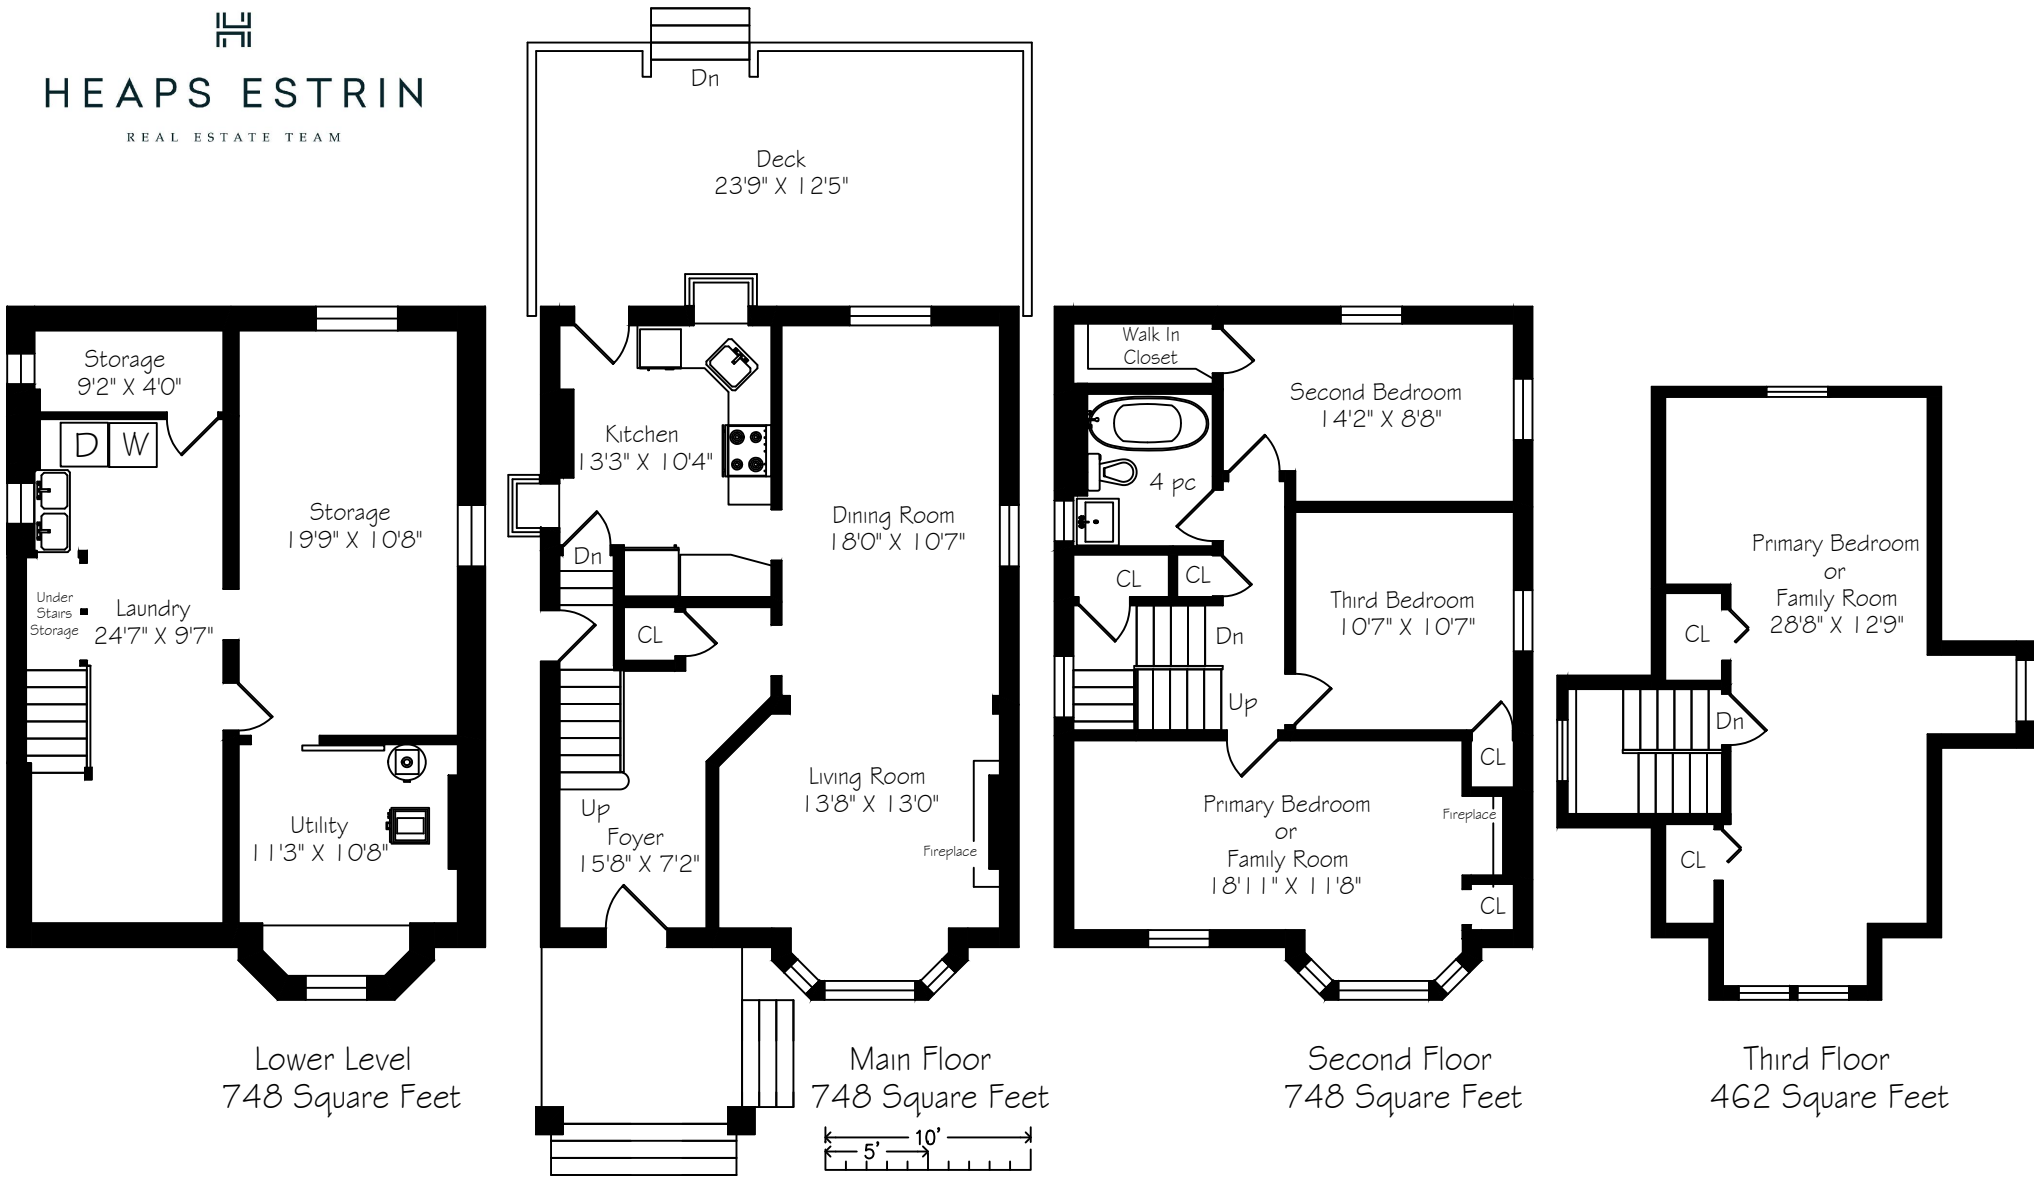 HEAPS ESTRIN
REAL ESTATE TEAM
Storage
9'2" X 4'0"
D W
Storage
19'9" X 10'8"
Under
Stairs
Storage
Laundry
24'7" X 9'7"
Utility
11'3" X 10'8"
Lower Level
748 Square Feet
Dn
Deck
23'9" X 12'5"
Kitchen
13'3" X 10'4"
Dining Room
18'0" X 10'7"
Dn
CL
Living Room
13'8" X 13'0"
Up
Foyer
15'8" X 7'2"
Fireplace
Main Floor
748 Square Feet
10'
5'
Walk In
Closet
Second Bedroom
14'2" X 8'8"
4 pc
CL
CL
Third Bedroom
10'7" X 10'7"
Dn
Up
CL
Primary Bedroom
or
Family Room
18'11" X 11'8"
Fireplace
CL
Second Floor
748 Square Feet
Primary Bedroom
or
Family Room
28'8" X 12'9"
CL
Dn
CL
Third Floor
462 Square Feet